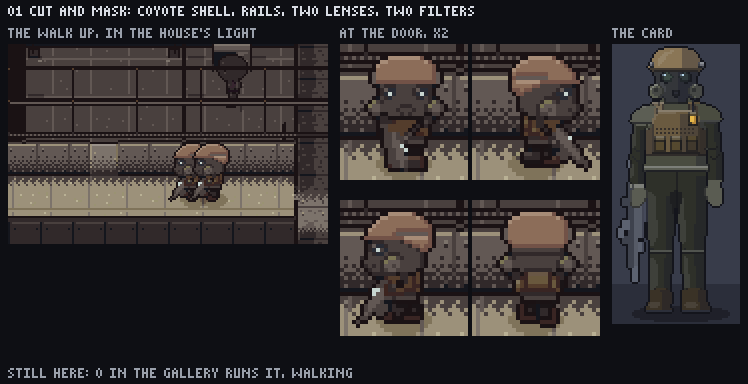 01 CUT AND MASK: COYOTE SHELL, RAILS, TWO LENSES, TWO FILTERS
THE WALK UP, IN THE HOUSE'S LIGHT
AT THE DOOR, X2
THE CARD
STILL HERE: O IN THE GALLERY RUNS IT, WALKING